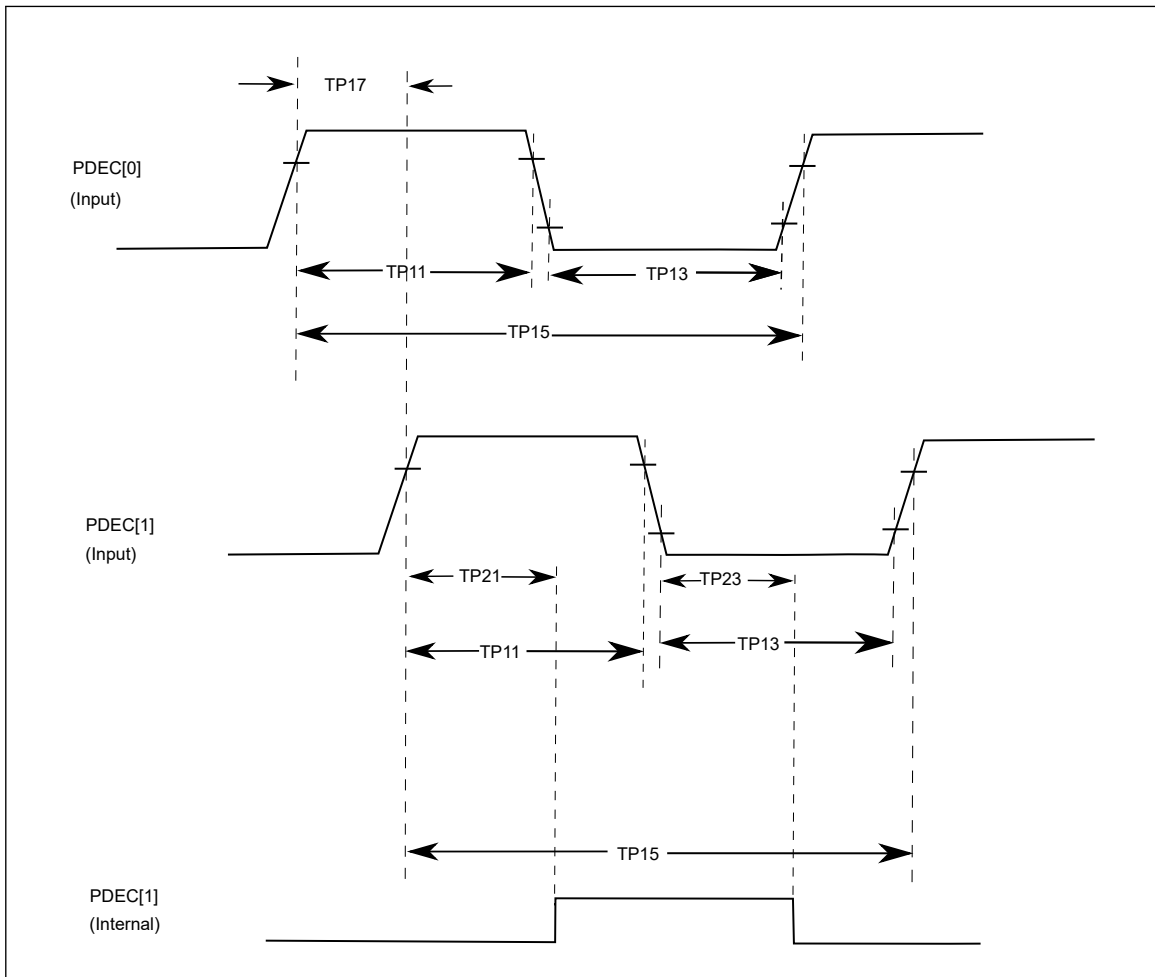 TP17
PDEC[0]
(Input)
TP11
TP13
TP15
PDEC[1]
(Input)
TP21
TP23
TP11
TP13
TP15
PDEC[1]
(Internal)